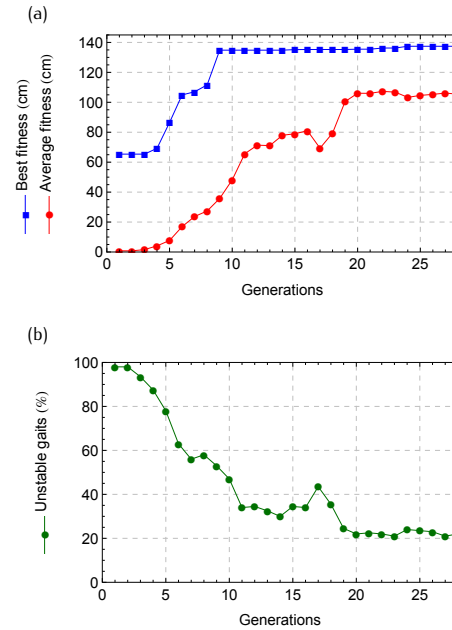 (a)
140
120
100
80
60
40
20
0
0 5 10 15 20 25
Generations
Best fitness (cm)
Average fitness (cm)
(b)
100
80
60
40
20
0
0 5 10 15 20 25
Generations
Unstable gaits (%)